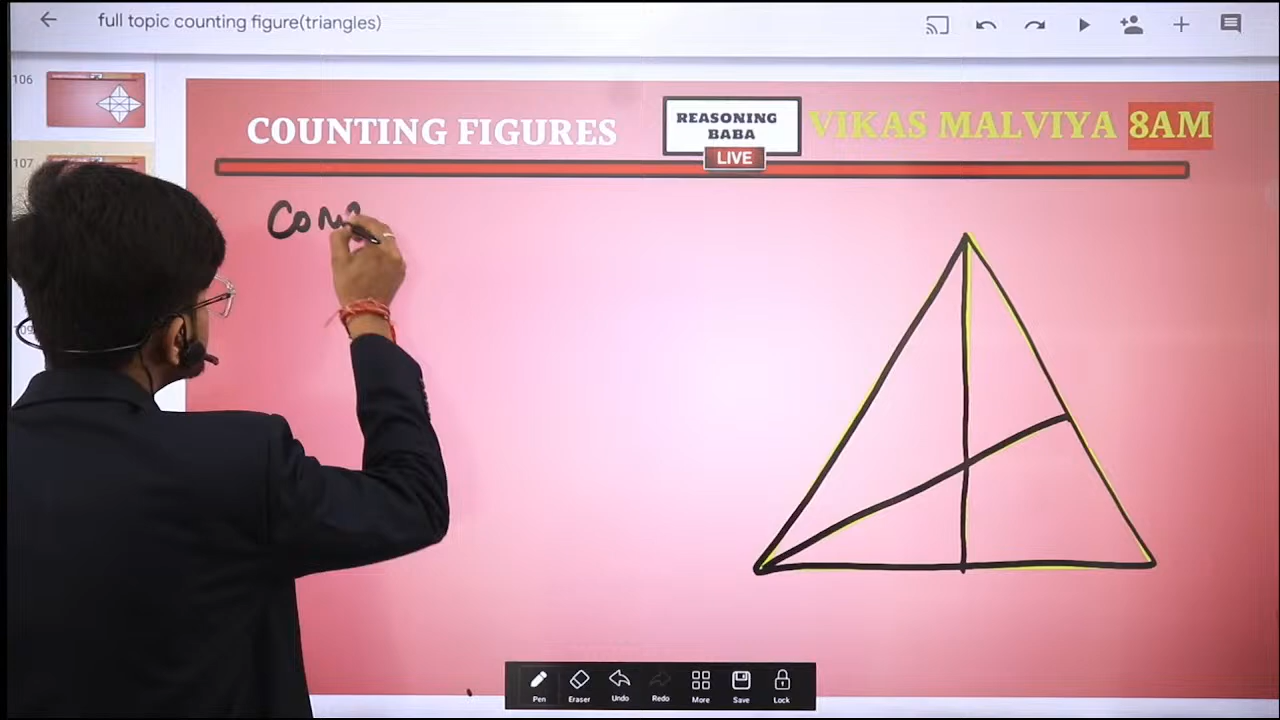 full topic counting figure(triangles)
106
107
COUNTING FIGURES
REASONING
BABA
LIVE
VIKAS MALVIYA 8AM
Pen
Eraser
Undo
Redo
More
Save
Lock